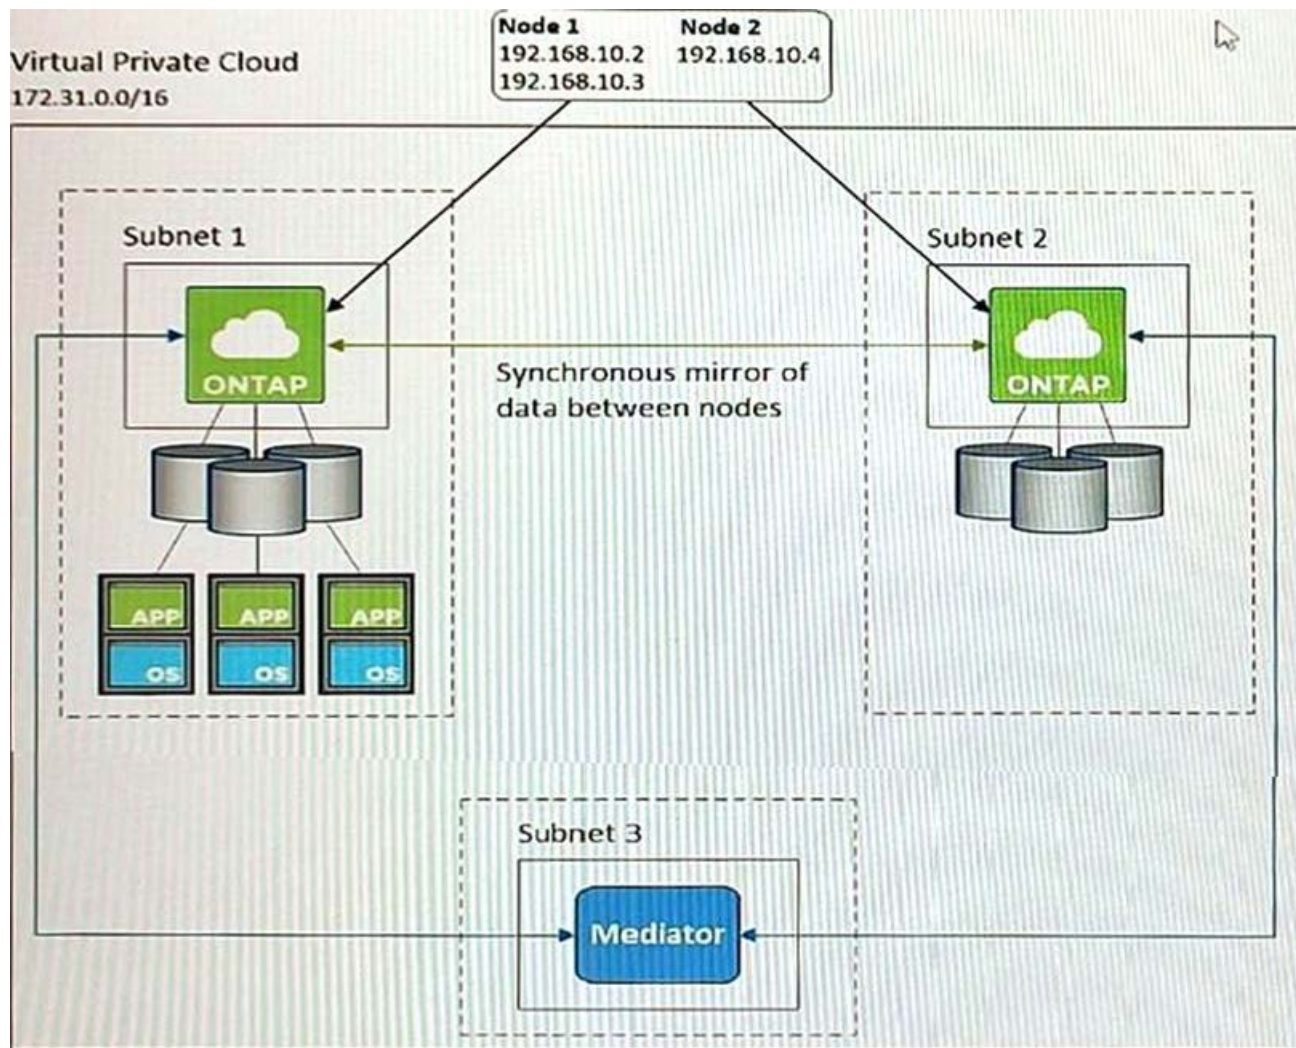 Node 1 Node 2
192.168.10.2 192.168.10.4
192.168.10.3
Virtual Private Cloud
172.31.0.0/16
Subnet 1
Subnet 2
ONTAP
ONTAP
Synchronous mirror of
data between nodes
APP APP APP
OS OS OS
Subnet 3
Mediator